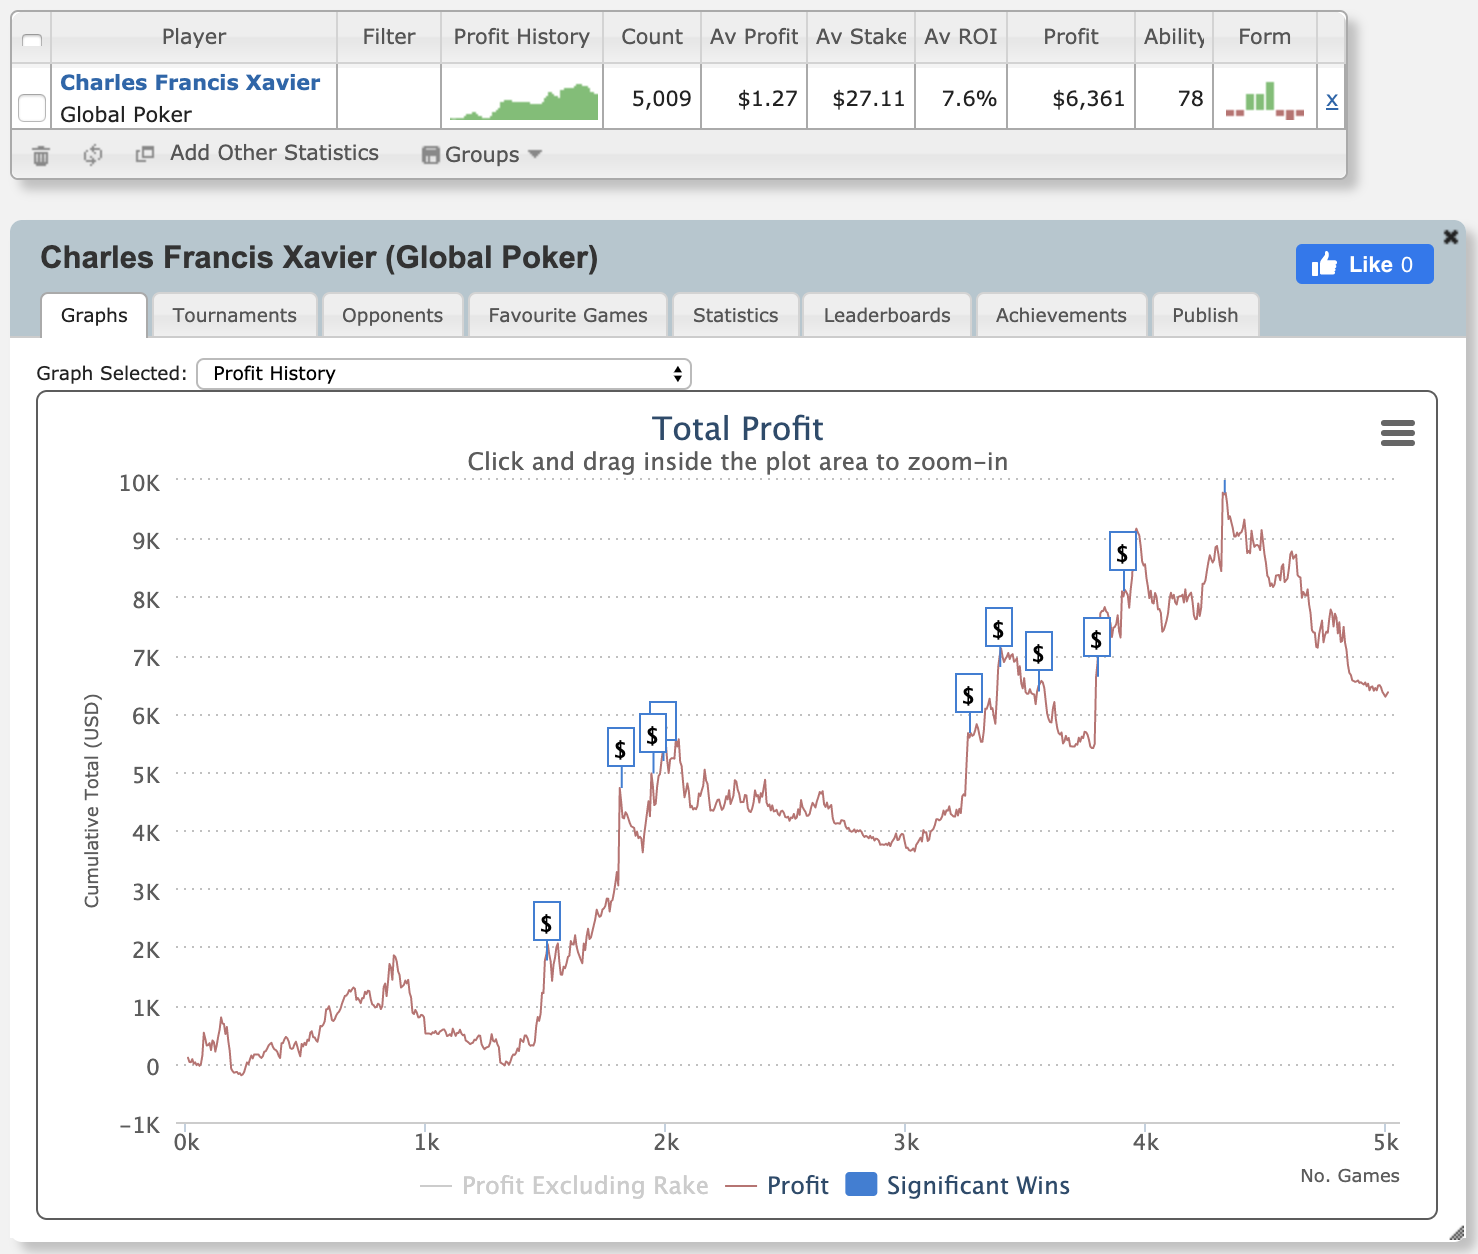 Player Filter Profit History Count Av Profit Av Stake Av ROI Profit Ability Form
Charles Francis Xavier
Global Poker
5,009 $1.27 $27.11 7.6% $6,361 78 x
Add Other Statistics Groups
Charles Francis Xavier (Global Poker)
Like 0
Graphs Tournaments Opponents Favourite Games Statistics Leaderboards Achievements Publish
Graph Selected: Profit History
Total Profit
Click and drag inside the plot area to zoom-in
10K
9K
8K
7K
6K
5K
4K
3K
2K
1K
0
-1K
Cumulative Total (USD)
$
$
$
$
$
$
$
$
$
0k 1k 2k 3k 4k 5k
No. Games
Profit Excluding Rake Profit Significant Wins